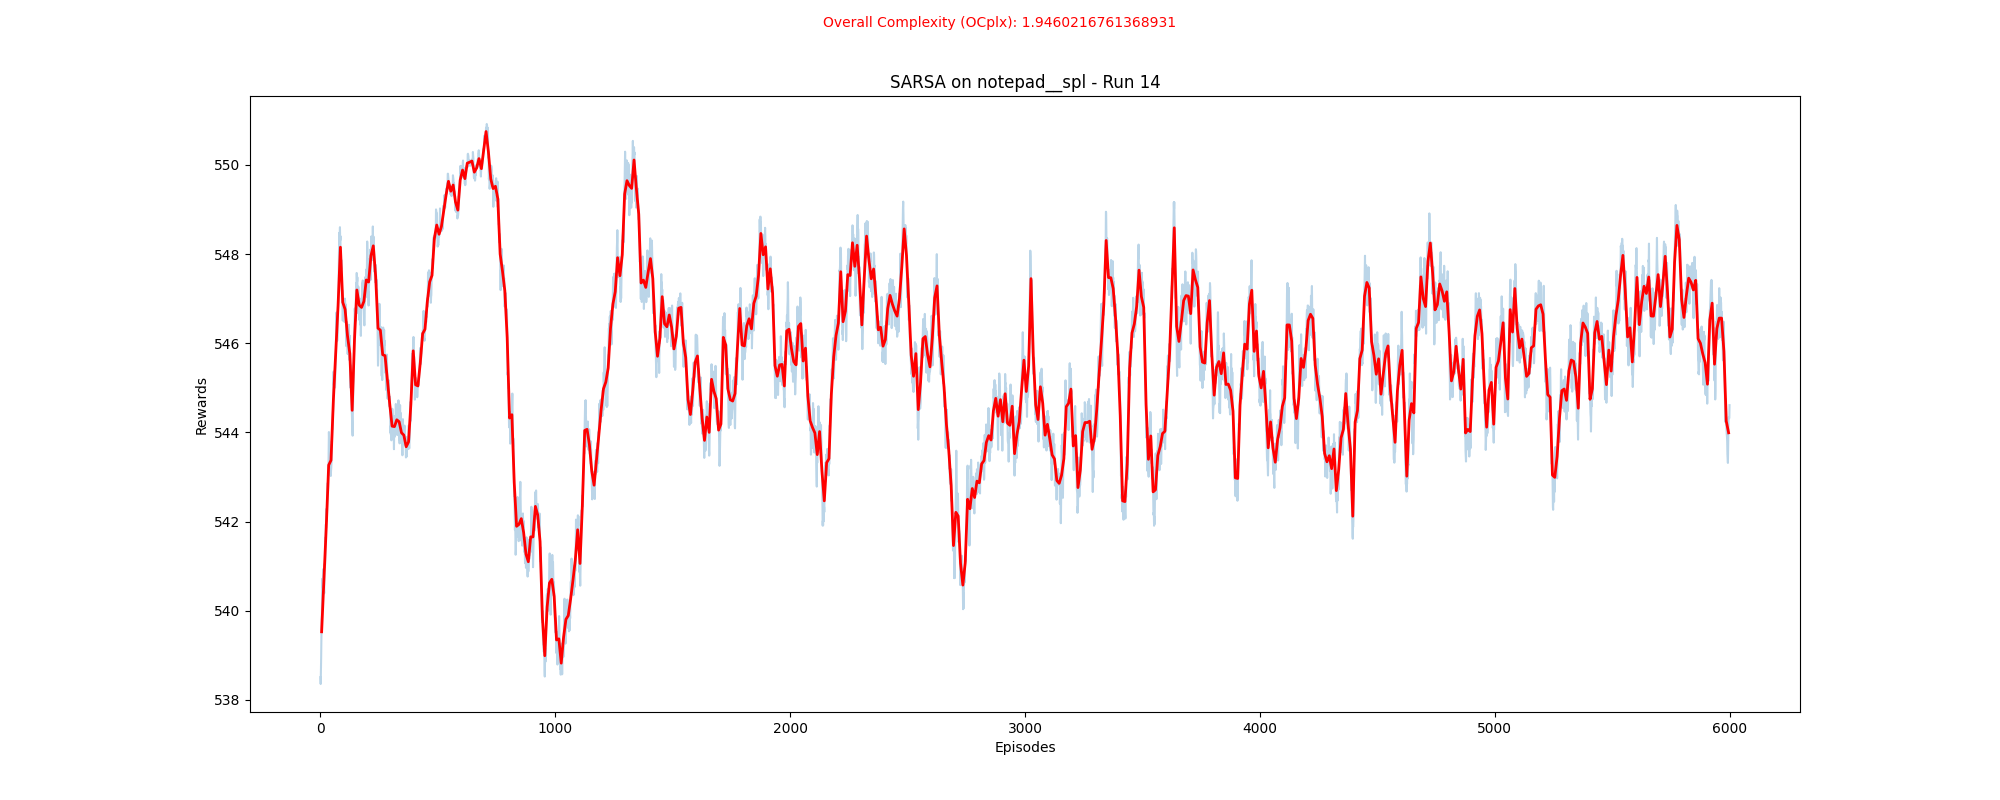 Overall Complexity (OCplx): 1.9460216761368931
SARSA on notepad__spl - Run 14
Rewards
550
548
546
544
542
540
538
0 1000 2000 3000 4000 5000 6000
Episodes